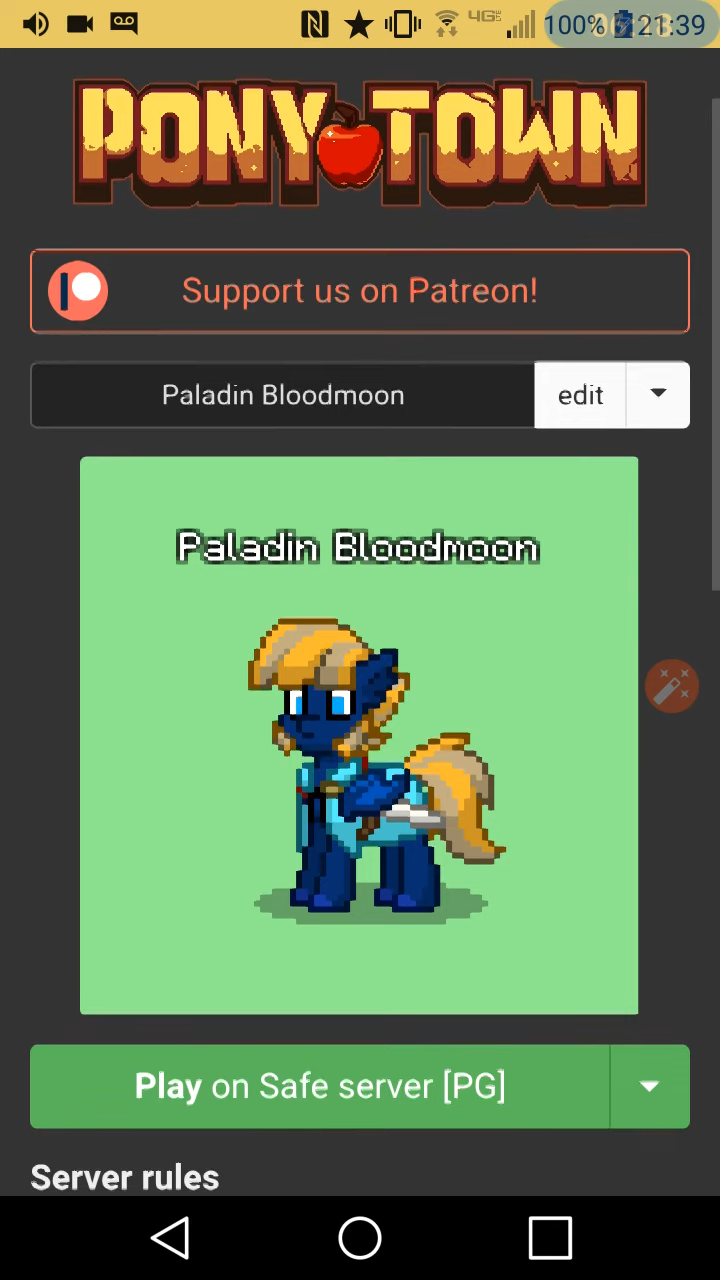 4G
100%
21:39
PONY TOWN
Support us on Patreon!
Paladin Bloodmoon
edit
Paladin Bloodmoon
Play on Safe server [PG]
Server rules